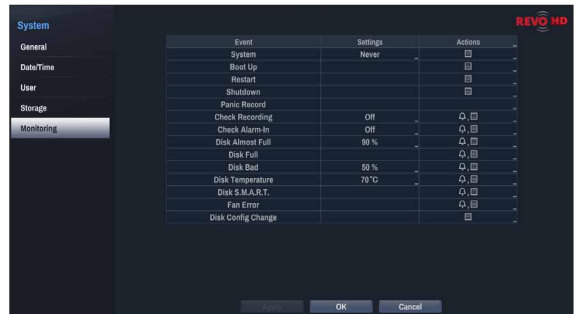 System
REVO HD
General
Date/Time
User
Storage
Monitoring
Event Settings Actions
System Never
Boot Up
Restart
Shutdown
Panic Record
Check Recording Off
Check Alarm-In Off
Disk Almost Full 90 %
Disk Full
Disk Bad 50 %
Disk Temperature 70°C
Disk S.M.A.R.T.
Fan Error
Disk Config Change
Apply OK Cancel